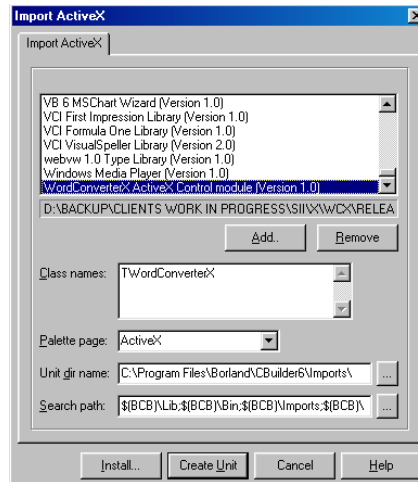 Import ActiveX
Import ActiveX
VB 6 MSChart Wizard (Version 1.0)
VCI First Impression Library (Version 1.0)
VCI Formula One Library (Version 1.0)
VCI VisualSpeller Library (Version 2.0)
webvw 1.0 Type Library (Version 1.0)
Windows Media Player (Version 1.0)
WordConverterX ActiveX Control module (Version 1.0)
D:\BACKUP\CLIENTS WORK IN PROGRESS\SII\X\WCX\RELEA
Add..
Remove
Class names:
TWordConverterX
Palette page:
ActiveX
Unit dir name:
C:\Program Files\Borland\CBuilder6\Imports\
...
Search path:
$(BCB)\Lib;$(BCB)\Bin;$(BCB)\Imports;$(BCB)\
...
Install...
Create Unit
Cancel
Help